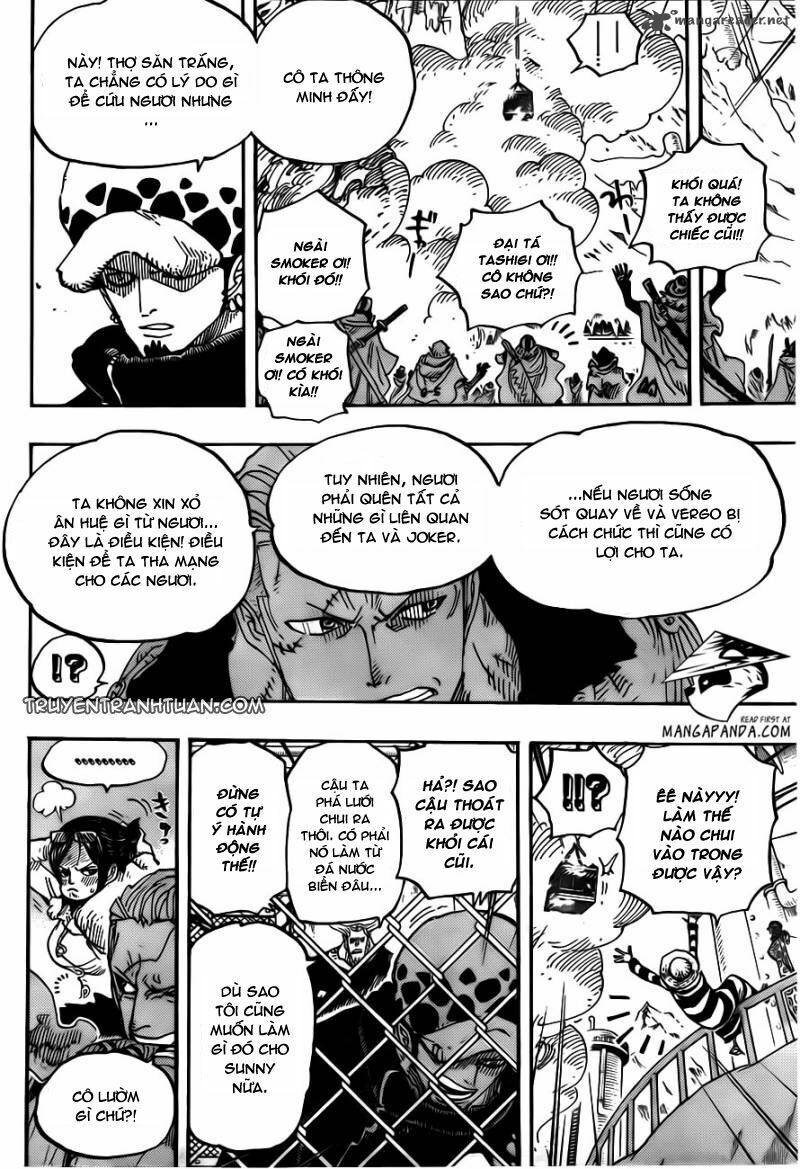 mangareader.net
KHÓI QUÁ!
TA KHÔNG
THẤY ĐƯỢC
CHIẾC CŨI!!
...
!
ĐẠI TÁ
TASHIGI ƠI!!
CÔ KHÔNG
SAO CHỨ?!
NGÀI
SMOKER ƠI!
KHÓI ĐÓ!!
NGÀI
SMOKER
ƠI! CÓ KHÓI
KÌA!!
CÔ TA THÔNG
MINH ĐẤY!
NÀY! THỢ SĂN TRẮNG,
TA CHẲNG CÓ LÝ DO GÌ
ĐỂ CỨU NGƯƠI NHƯNG
...
...NẾU NGƯƠI SỐNG
SÓT QUAY VỀ VÀ VERGO BỊ
CÁCH CHỨC THÌ CŨNG CÓ
LỢI CHO TA.
TUY NHIÊN, NGƯƠI
PHẢI QUÊN TẤT CẢ
NHỮNG GÌ LIÊN QUAN
ĐẾN TA VÀ JOKER.
TA KHÔNG XIN XỎ
ÂN HUỆ GÌ TỪ NGƯƠI...
ĐÂY LÀ ĐIỀU KIỆN! ĐIỀU
KIỆN ĐỂ TA THA MẠNG
CHO CÁC NGƯƠI.
!?
TRUYENTRANHTUAN.COM
READ FIRST AT
MANGAPANDA.COM
ÊÊ NÀYYY!
LÀM THẾ
NÀO CHUI
VÀO TRONG
ĐƯỢC VẬY?
!!?
HẢ?! SAO
CẬU THOÁT
RA ĐƯỢC
KHỎI CÁI
CŨI.
CẬU TA
PHÁ LƯỚI
CHUI RA
THÔI. CÓ PHẢI
NÓ LÀM TỪ
ĐÁ NƯỚC
BIỂN ĐÂU...
ĐỪNG
CÓ TỰ
Ý HÀNH
ĐỘNG
THẾ!!
DÙ SAO
TÔI CŨNG
MUỐN LÀM
GÌ ĐÓ CHO
SUNNY
NỮA.
..........
CÔ LƯỜM
GÌ CHỨ?!